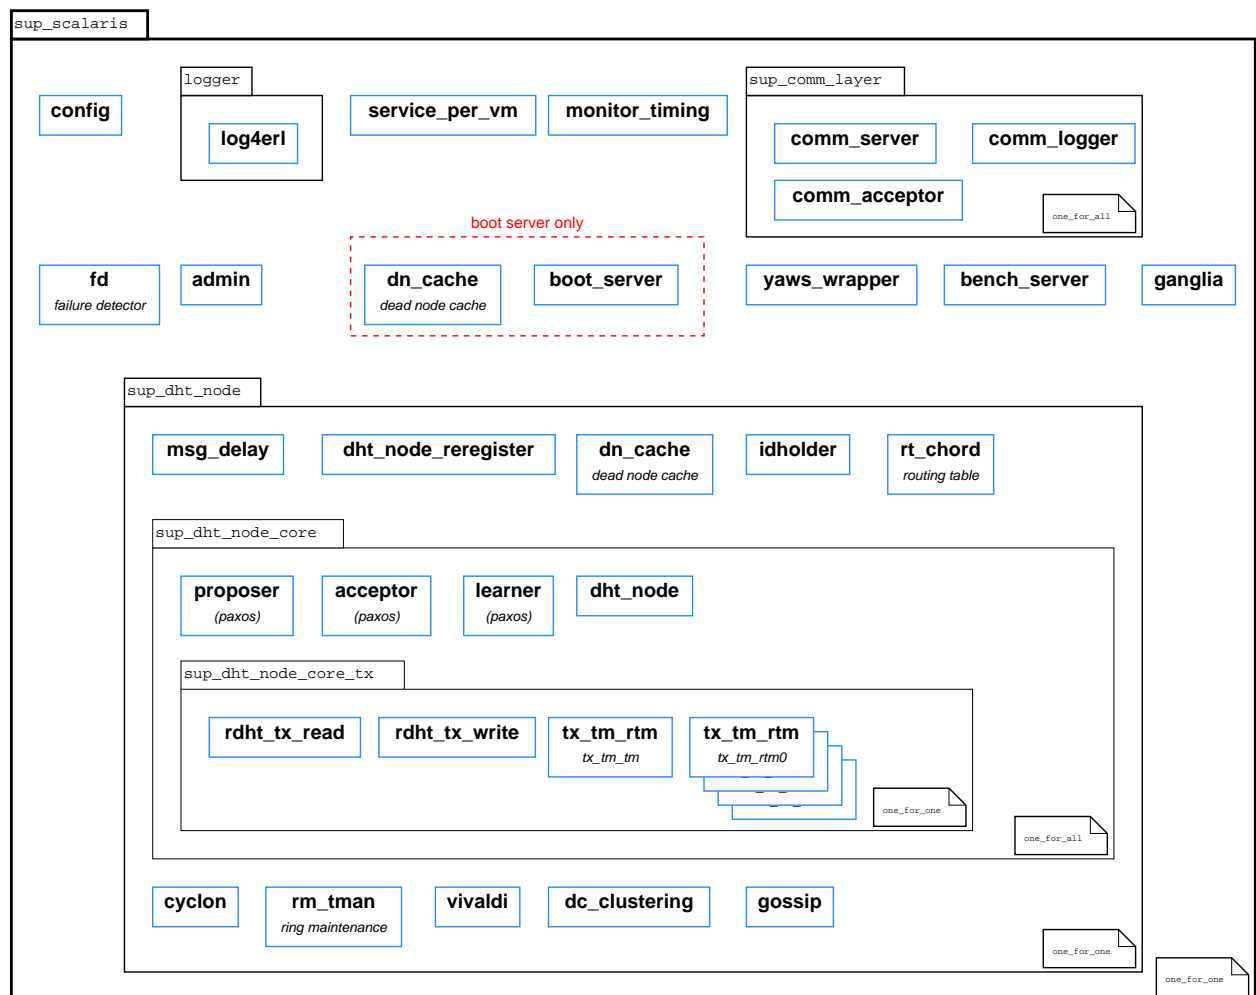 sup_scalaris
logger
sup_comm_layer
config
service_per_vm
monitor_timing
log4erl
comm_server
comm_logger
comm_acceptor
one_for_all
boot server only
fd
failure detector
admin
dn_cache
dead node cache
boot_server
yaws_wrapper
bench_server
ganglia
sup_dht_node
msg_delay
dht_node_reregister
dn_cache
dead node cache
idholder
rt_chord
routing table
sup_dht_node_core
proposer
(paxos)
acceptor
(paxos)
learner
(paxos)
dht_node
sup_dht_node_core_tx
rdht_tx_read
rdht_tx_write
tx_tm_rtm
tx_tm_tm
tx_tm_rtm
tx_tm_rtm0
one_for_one
one_for_all
cyclon
rm_tman
ring maintenance
vivaldi
dc_clustering
gossip
one_for_one
one_for_one